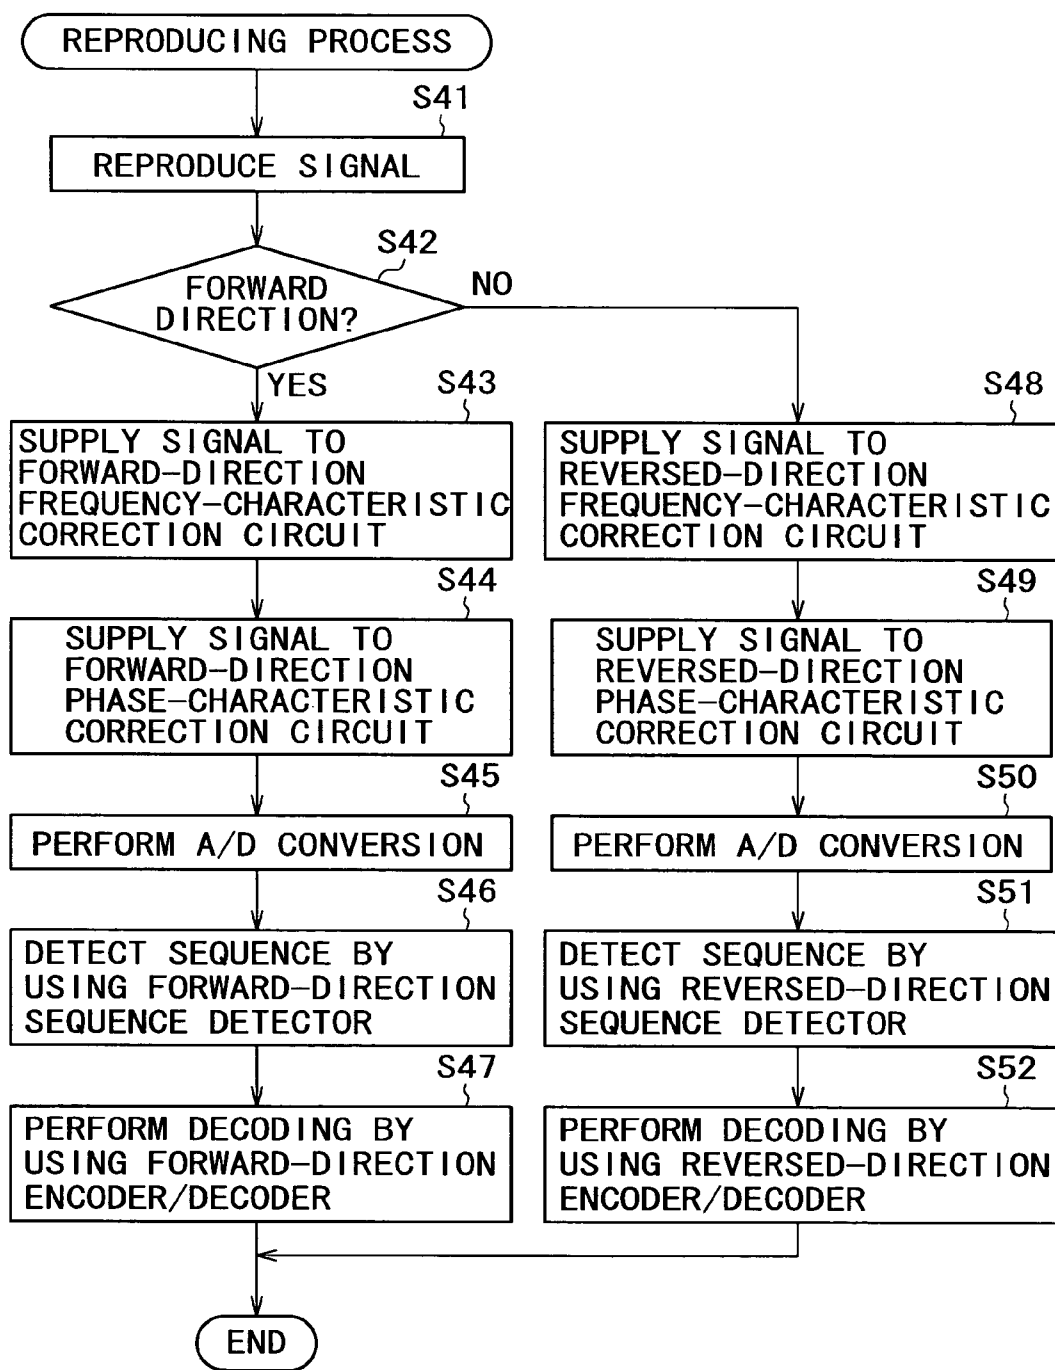 REPRODUCING PROCESS
S41
REPRODUCE SIGNAL
S42
FORWARD
DIRECTION?
NO
YES
S43
SUPPLY SIGNAL TO
FORWARD-DIRECTION
FREQUENCY-CHARACTERISTIC
CORRECTION CIRCUIT
S44
SUPPLY SIGNAL TO
FORWARD-DIRECTION
PHASE-CHARACTERISTIC
CORRECTION CIRCUIT
S45
PERFORM A/D CONVERSION
S46
DETECT SEQUENCE BY
USING FORWARD-DIRECTION
SEQUENCE DETECTOR
S47
PERFORM DECODING BY
USING FORWARD-DIRECTION
ENCODER/DECODER
S48
SUPPLY SIGNAL TO
REVERSED-DIRECTION
FREQUENCY-CHARACTERISTIC
CORRECTION CIRCUIT
S49
SUPPLY SIGNAL TO
REVERSED-DIRECTION
PHASE-CHARACTERISTIC
CORRECTION CIRCUIT
S50
PERFORM A/D CONVERSION
S51
DETECT SEQUENCE BY
USING REVERSED-DIRECTION
SEQUENCE DETECTOR
S52
PERFORM DECODING BY
USING REVERSED-DIRECTION
ENCODER/DECODER
END